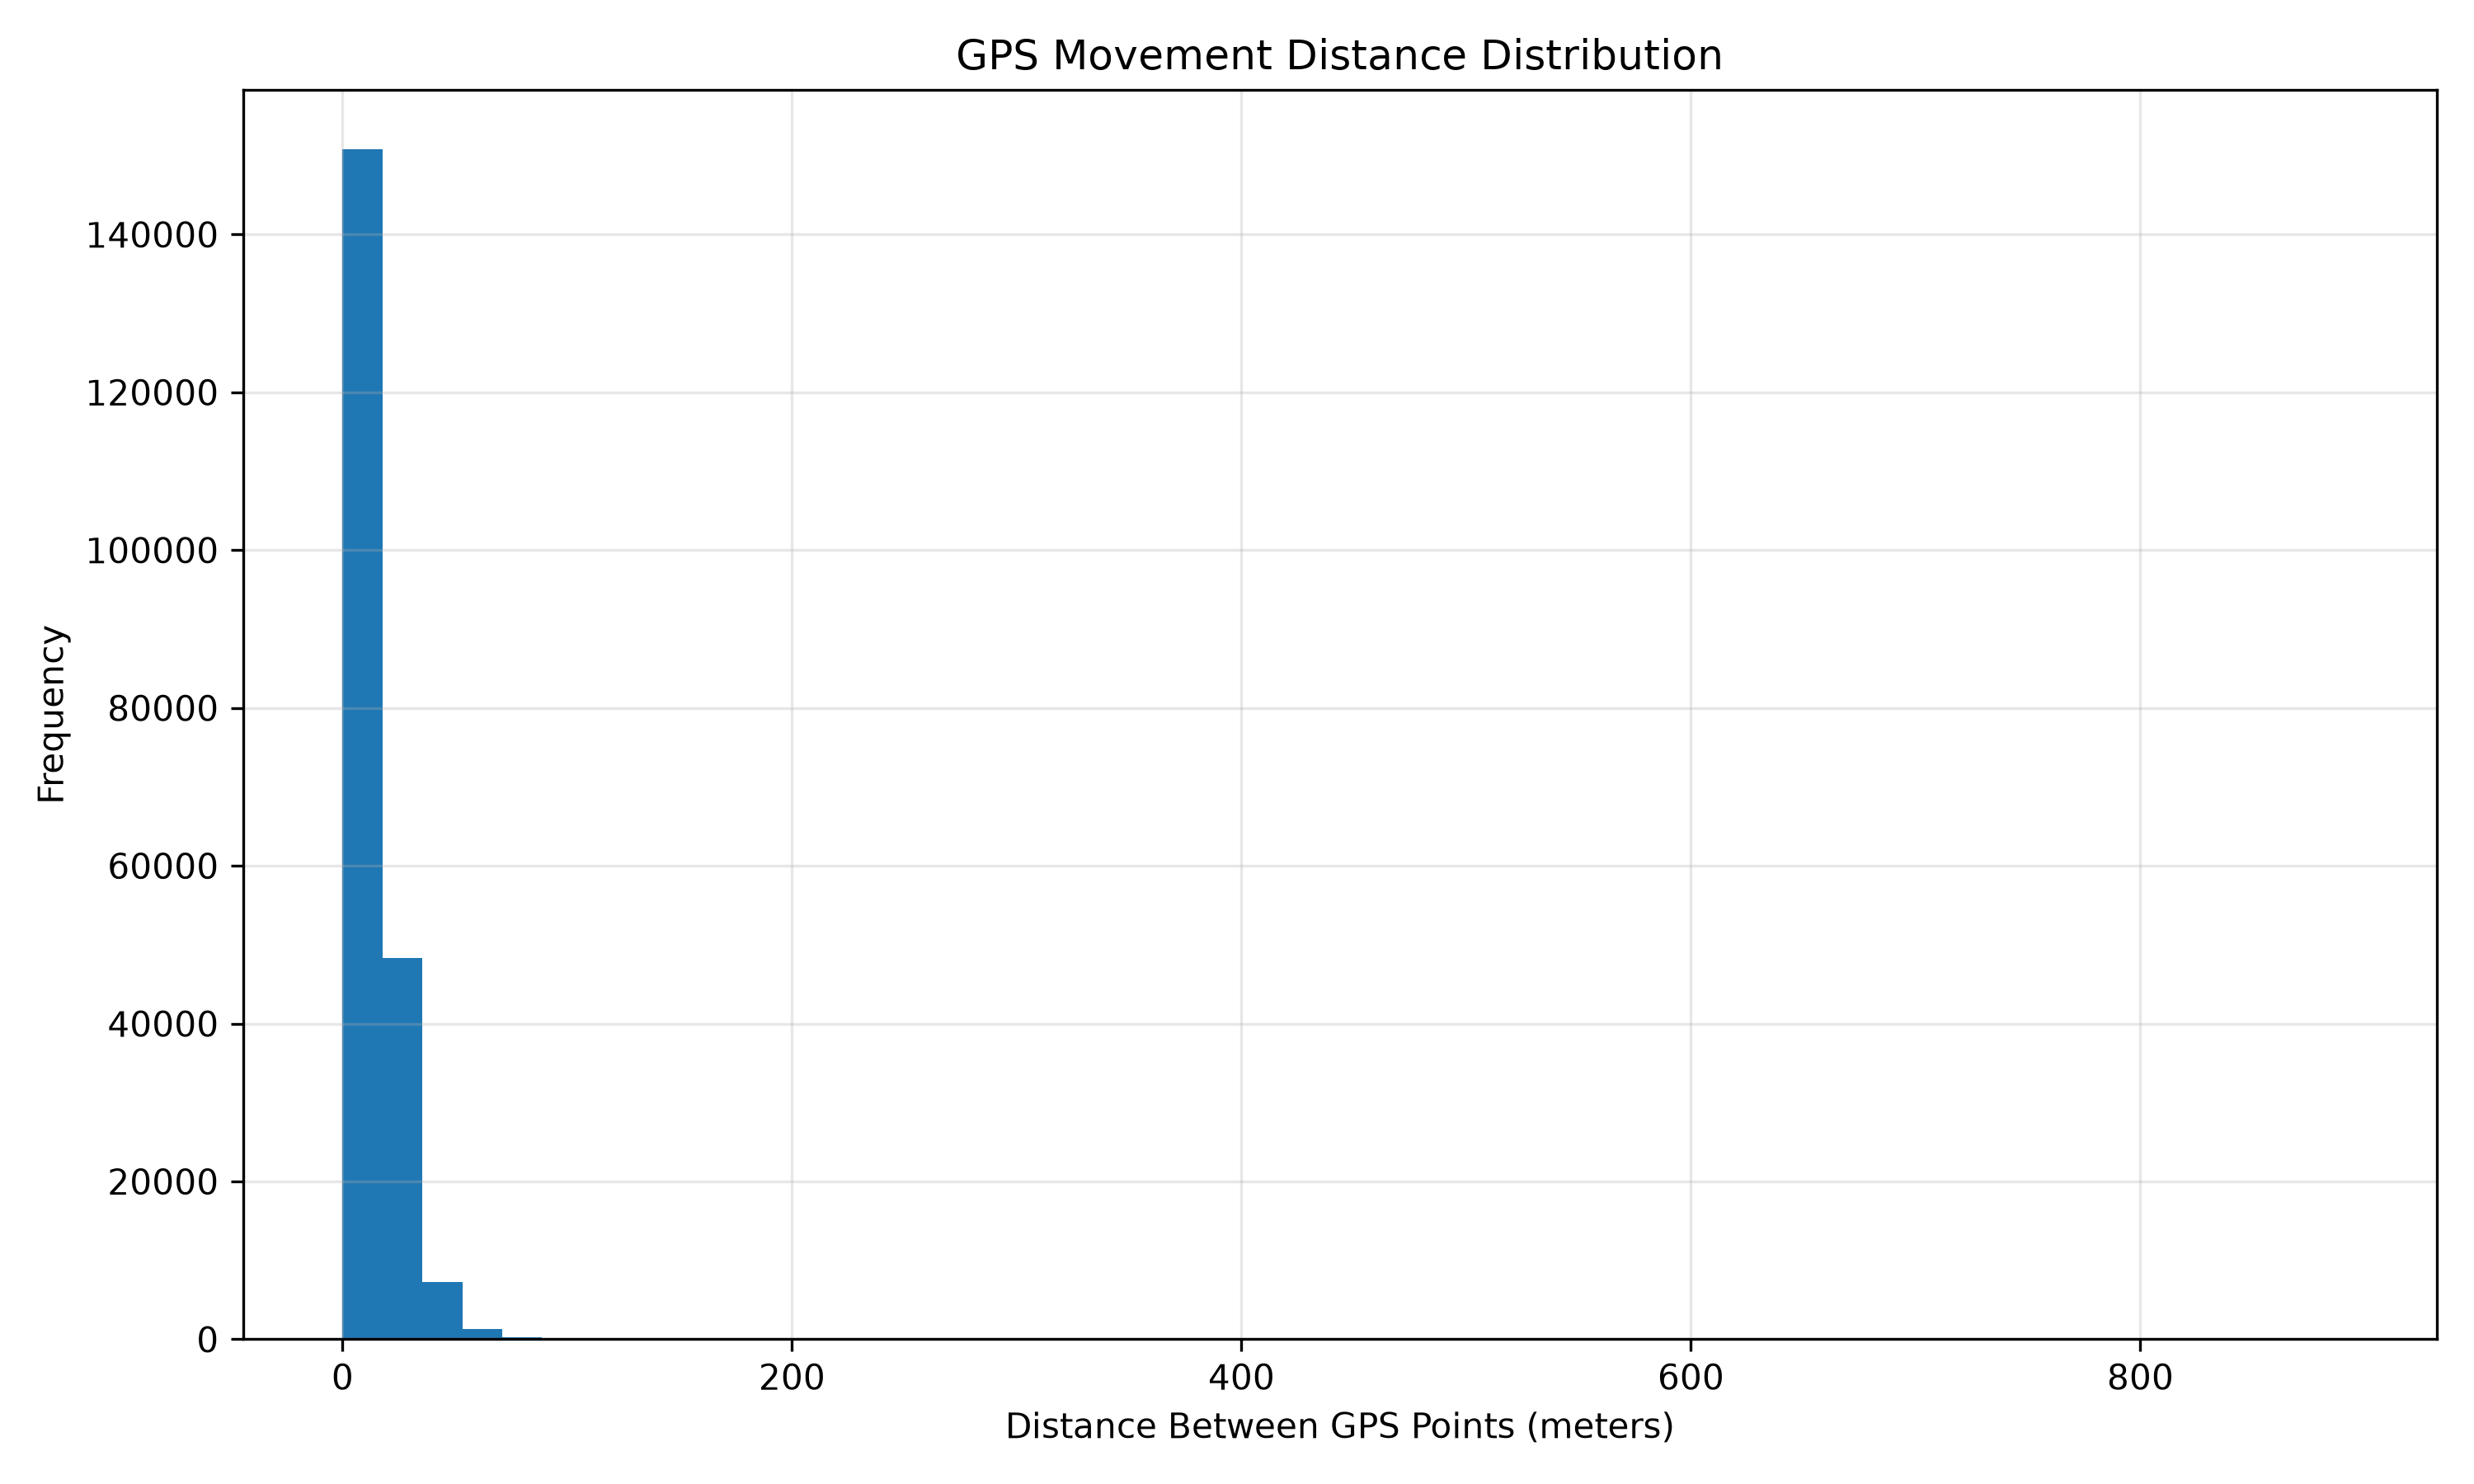 GPS Movement Distance Distribution
Frequency
140000
120000
100000
80000
60000
40000
20000
0
0 200 400 600 800
Distance Between GPS Points (meters)